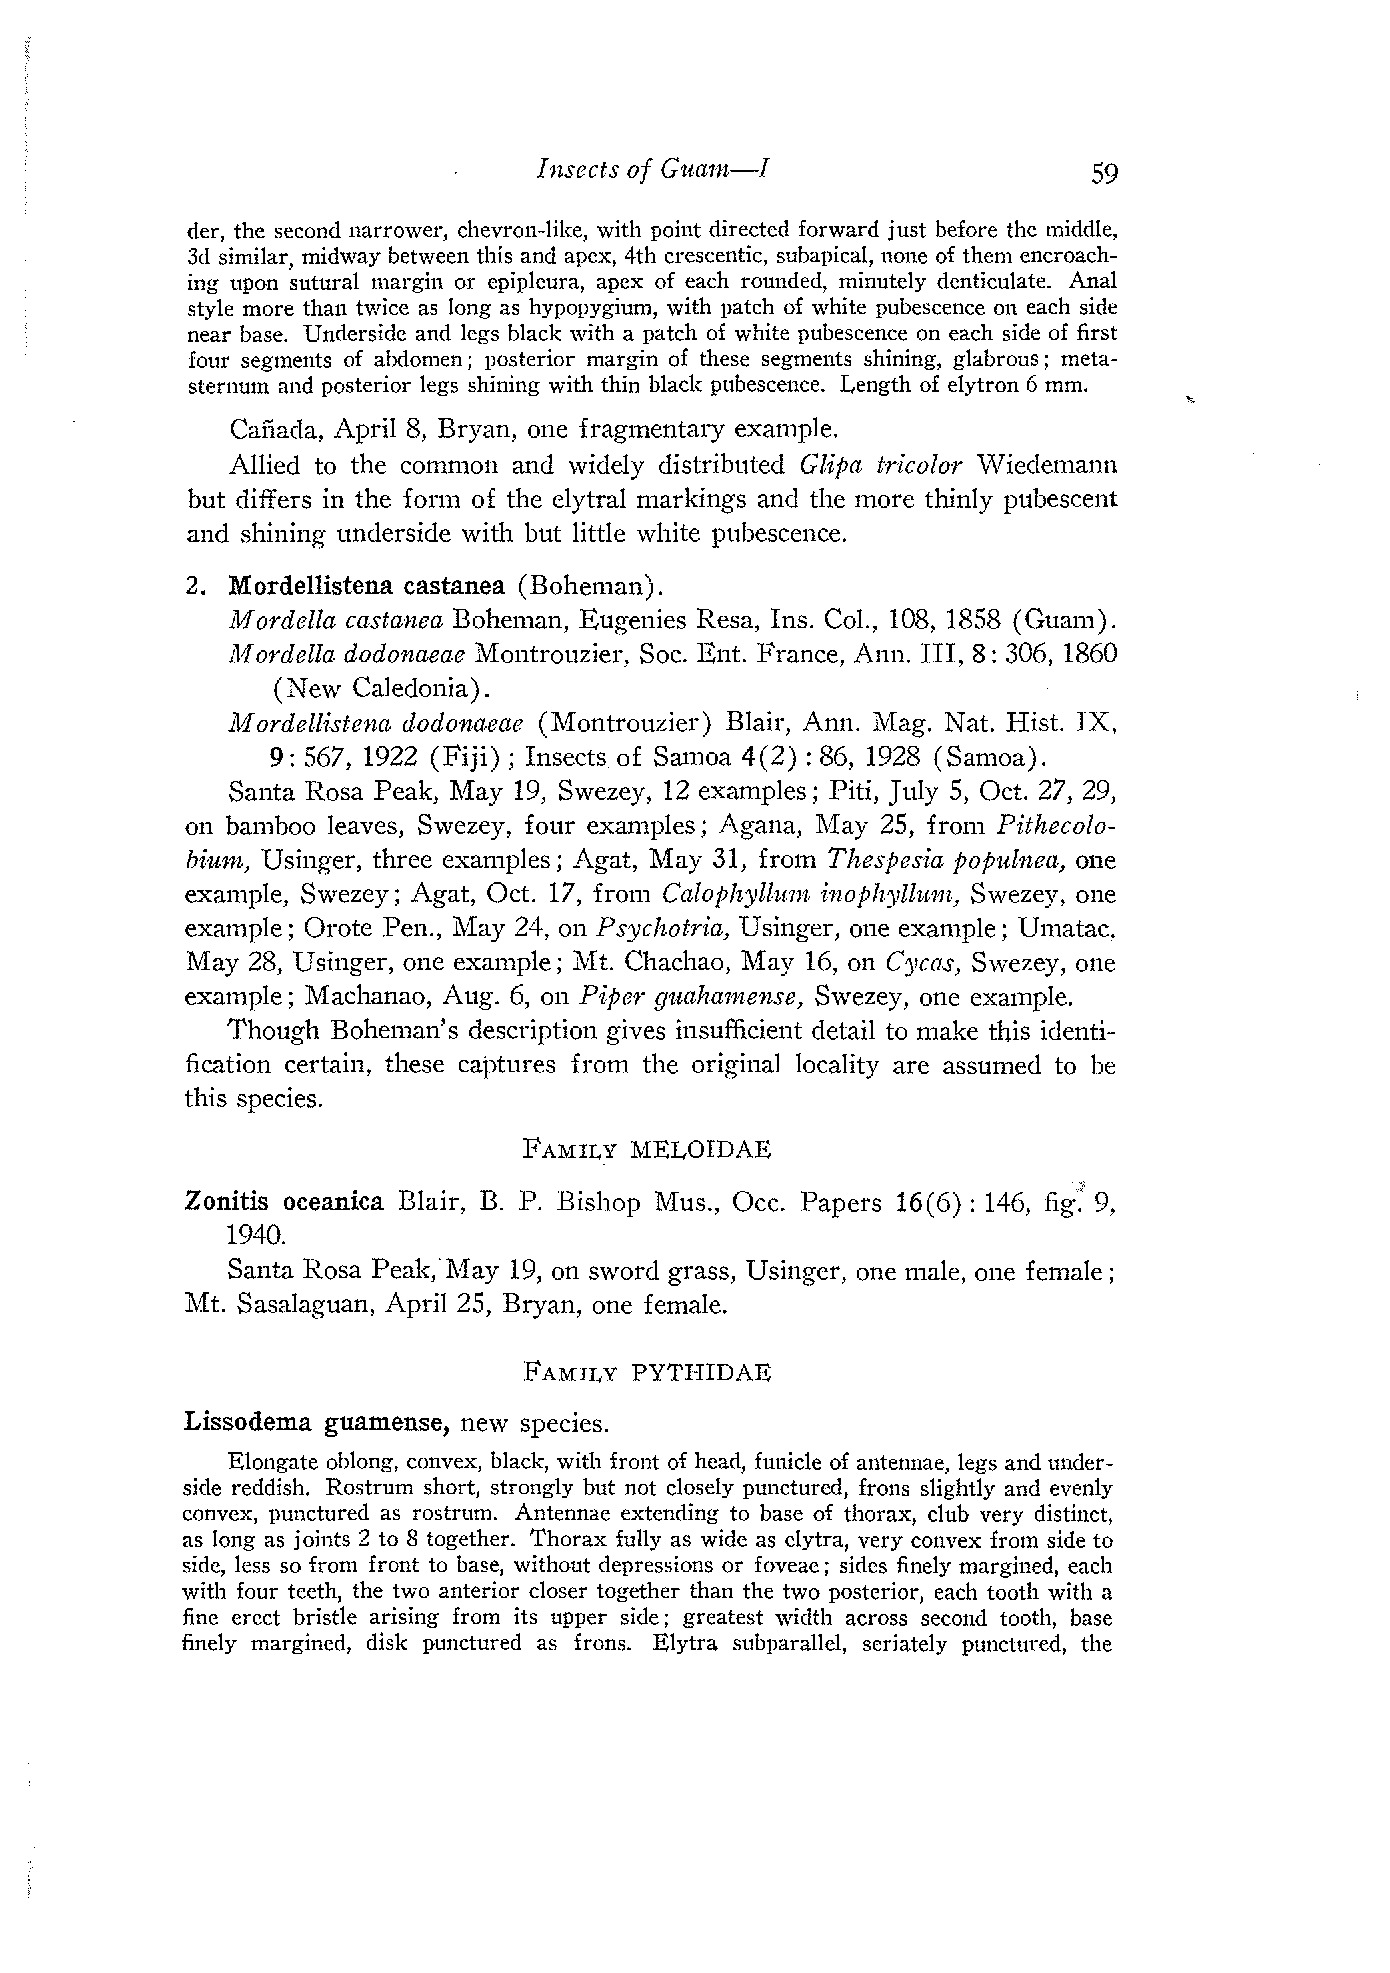 Insects of Guam—I 59
der, the second narrower, chevron-like, with point directed forward just before the middle,
3d similar, midway between this and apex, 4th crescentic, subapical, none of them encroach-
ing upon sutural margin or epipleura, apex of each rounded, minutely denticulate. Anal
style more than twice as long as hypopygium, with patch of white pubescence on each side
near base. Underside and legs black with a patch of white pubescence on each side of first
four segments of abdomen; posterior margin of these segments shining, glabrous; meta-
sternum and posterior legs shining with thin black pubescence. Length of elytron 6 mm.
Cañada, April 8, Bryan, one fragmentary example.
Allied to the common and widely distributed Glipa tricolor Wiedemann
but differs in the form of the elytral markings and the more thinly pubescent
and shining underside with but little white pubescence.
2. Mordellistena castanea (Boheman).
Mordella castanea Boheman, Eugenies Resa, Ins. Col., 108, 1858 (Guam).
Mordella dodonaeae Montrouzier, Soc. Ent. France, Ann. III, 8: 306, 1860
(New Caledonia).
Mordellistena dodonaeae (Montrouzier) Blair, Ann. Mag. Nat. Hist. IX,
9: 567, 1922 (Fiji); Insects of Samoa 4(2): 86, 1928 (Samoa).
Santa Rosa Peak, May 19, Swezey, 12 examples; Piti, July 5, Oct. 27, 29,
on bamboo leaves, Swezey, four examples; Agana, May 25, from Pithecolo-
bium, Usinger, three examples; Agat, May 31, from Thespesia populnea, one
example, Swezey; Agat, Oct. 17, from Calophyllum inophyllum, Swezey, one
example; Orote Pen., May 24, on Psychotria, Usinger, one example; Umatac.
May 28, Usinger, one example; Mt. Chachao, May 16, on Cycas, Swezey, one
example; Machanao, Aug. 6, on Piper guahamense, Swezey, one example.
Though Boheman's description gives insufficient detail to make this identi-
fication certain, these captures from the original locality are assumed to be
this species.
FAMILY MELOIDAE
Zonitis oceanica Blair, B. P. Bishop Mus., Occ. Papers 16(6): 146, fig. 9,
1940.
Santa Rosa Peak, May 19, on sword grass, Usinger, one male, one female;
Mt. Sasalaguan, April 25, Bryan, one female.
FAMILY PYTHIDAE
Lissodema guamense, new species.
Elongate oblong, convex, black, with front of head, funicle of antennae, legs and under-
side reddish. Rostrum short, strongly but not closely punctured, frons slightly and evenly
convex, punctured as rostrum. Antennae extending to base of thorax, club very distinct,
as long as joints 2 to 8 together. Thorax fully as wide as elytra, very convex from side to
side, less so from front to base, without depressions or foveae; sides finely margined, each
with four teeth, the two anterior closer together than the two posterior, each tooth with a
fine erect bristle arising from its upper side; greatest width across second tooth, base
finely margined, disk punctured as frons. Elytra subparallel, seriately punctured, the